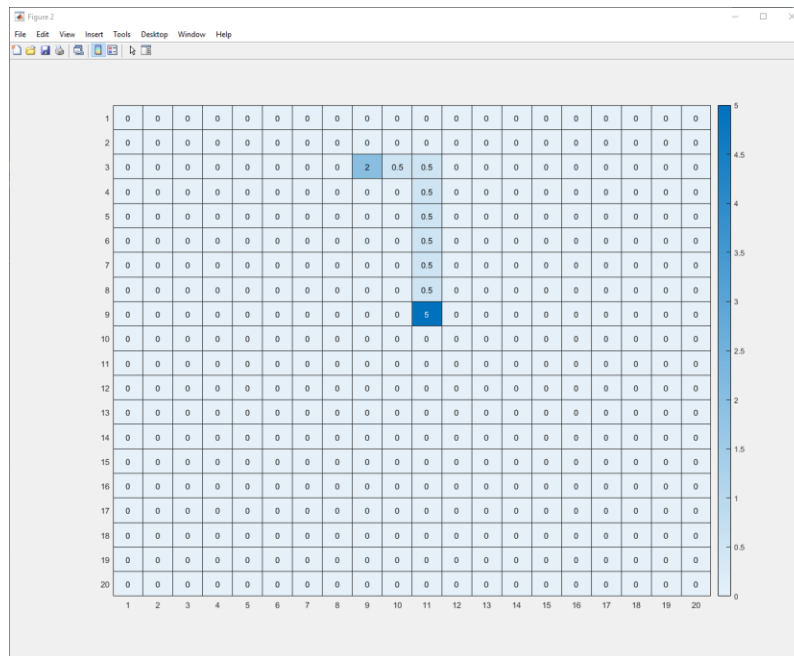 Figure 2
File Edit View Insert Tools Desktop Window Help
1 0 0 0 0 0 0 0 0 0 0 0 0 0 0 0 0 0 0 0 0
2 0 0 0 0 0 0 0 0 0 0 0 0 0 0 0 0 0 0 0 0
3 0 0 0 0 0 0 0 0 2 0.5 0.5 0 0 0 0 0 0 0 0 0
4 0 0 0 0 0 0 0 0 0 0 0.5 0 0 0 0 0 0 0 0 0
5 0 0 0 0 0 0 0 0 0 0 0.5 0 0 0 0 0 0 0 0 0
6 0 0 0 0 0 0 0 0 0 0 0.5 0 0 0 0 0 0 0 0 0
7 0 0 0 0 0 0 0 0 0 0 0.5 0 0 0 0 0 0 0 0 0
8 0 0 0 0 0 0 0 0 0 0 0.5 0 0 0 0 0 0 0 0 0
9 0 0 0 0 0 0 0 0 0 0 5 0 0 0 0 0 0 0 0 0
10 0 0 0 0 0 0 0 0 0 0 0 0 0 0 0 0 0 0 0 0
11 0 0 0 0 0 0 0 0 0 0 0 0 0 0 0 0 0 0 0 0
12 0 0 0 0 0 0 0 0 0 0 0 0 0 0 0 0 0 0 0 0
13 0 0 0 0 0 0 0 0 0 0 0 0 0 0 0 0 0 0 0 0
14 0 0 0 0 0 0 0 0 0 0 0 0 0 0 0 0 0 0 0 0
15 0 0 0 0 0 0 0 0 0 0 0 0 0 0 0 0 0 0 0 0
16 0 0 0 0 0 0 0 0 0 0 0 0 0 0 0 0 0 0 0 0
17 0 0 0 0 0 0 0 0 0 0 0 0 0 0 0 0 0 0 0 0
18 0 0 0 0 0 0 0 0 0 0 0 0 0 0 0 0 0 0 0 0
19 0 0 0 0 0 0 0 0 0 0 0 0 0 0 0 0 0 0 0 0
20 0 0 0 0 0 0 0 0 0 0 0 0 0 0 0 0 0 0 0 0
1 2 3 4 5 6 7 8 9 10 11 12 13 14 15 16 17 18 19 20
5
4.5
4
3.5
3
2.5
2
1.5
1
0.5
0